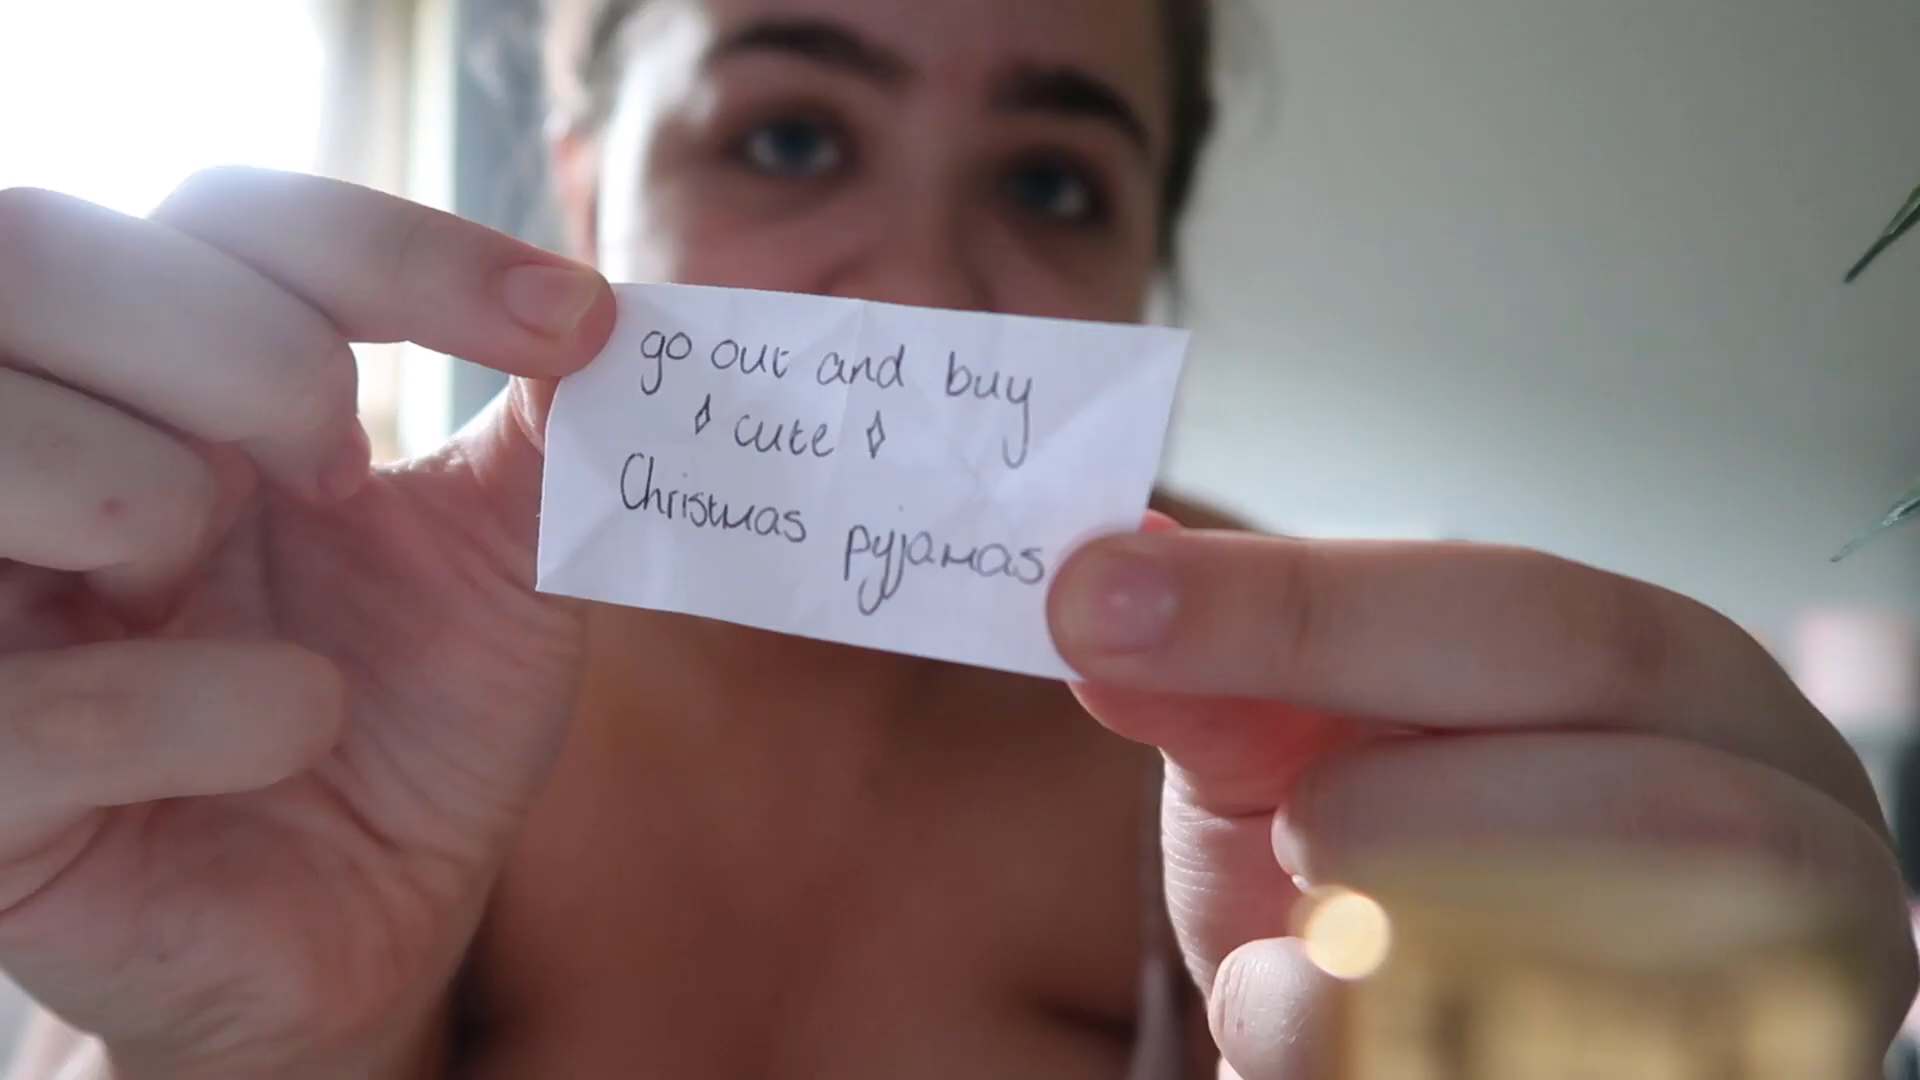 go out and buy
◊ cute ◊
Christmas pyjamas